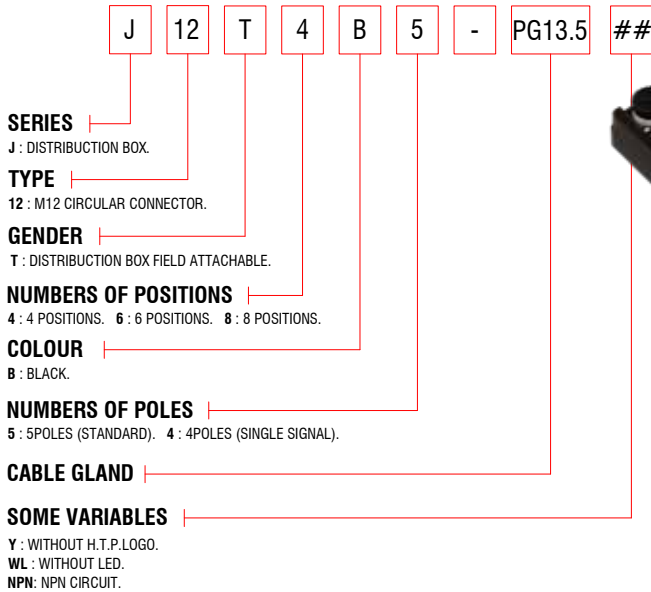 J 12 T 4 B 5 - PG13.5 ##
SERIES
J : DISTRIBUCTION BOX.
TYPE
12 : M12 CIRCULAR CONNECTOR.
GENDER
T : DISTRIBUCTION BOX FIELD ATTACHABLE.
NUMBERS OF POSITIONS
4 : 4 POSITIONS. 6 : 6 POSITIONS. 8 : 8 POSITIONS.
COLOUR
B : BLACK.
NUMBERS OF POLES
5 : 5POLES (STANDARD). 4 : 4POLES (SINGLE SIGNAL).
CABLE GLAND
SOME VARIABLES
Y : WITHOUT H.T.P.LOGO.
WL : WITHOUT LED.
NPN: NPN CIRCUIT.